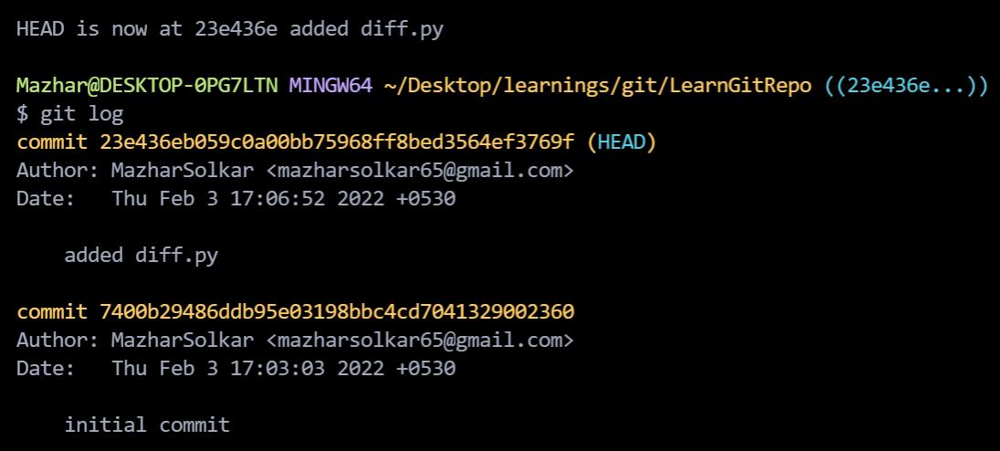 HEAD is now at 23e436e added diff.py
Mazhar@DESKTOP-0PG7LTN MINGW64 ~/Desktop/learnings/git/LearnGitRepo ((23e436e...))
$ git log
commit 23e436eb059c0a00bb75968ff8bed3564ef3769f (HEAD)
Author: MazharSolkar <mazharsolkar65@gmail.com>
Date:   Thu Feb 3 17:06:52 2022 +0530
    added diff.py
commit 7400b29486ddb95e03198bbc4cd7041329002360
Author: MazharSolkar <mazharsolkar65@gmail.com>
Date:   Thu Feb 3 17:03:03 2022 +0530
    initial commit